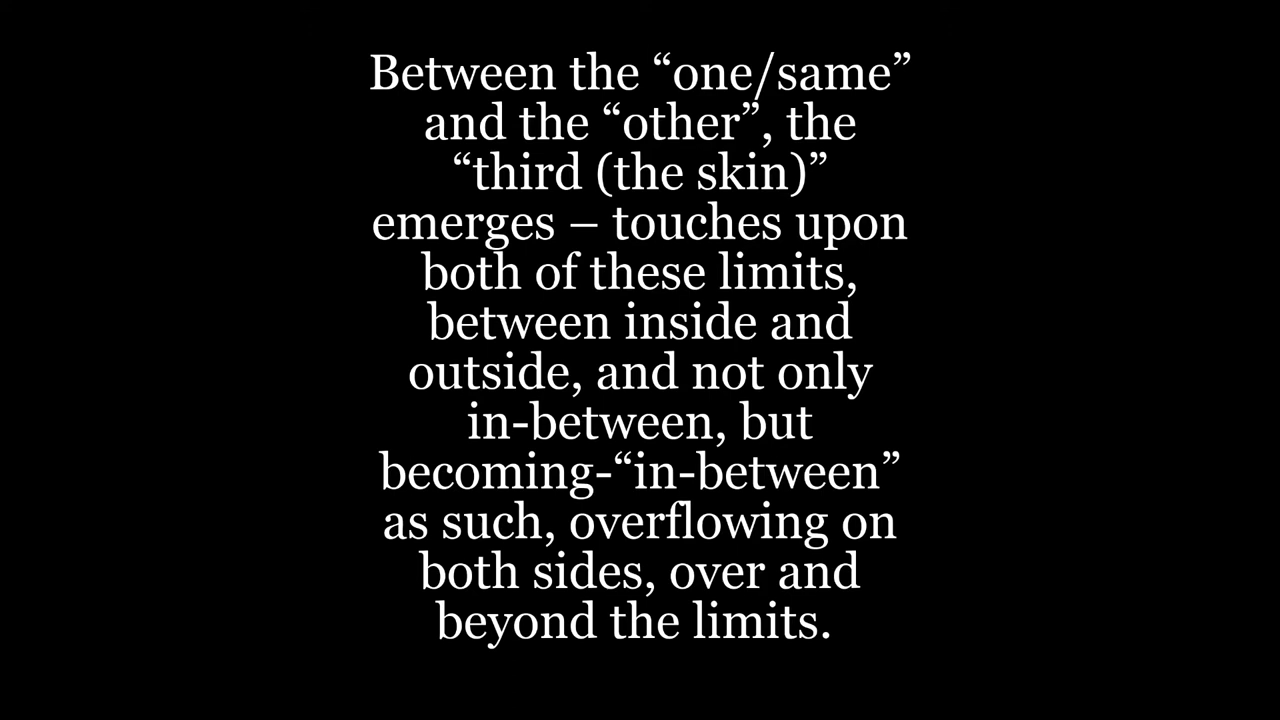 Between the “one/same”
and the “other”, the
“third (the skin)”
emerges – touches upon
both of these limits,
between inside and
outside, and not only
in-between, but
becoming-“in-between”
as such, overflowing on
both sides, over and
beyond the limits.